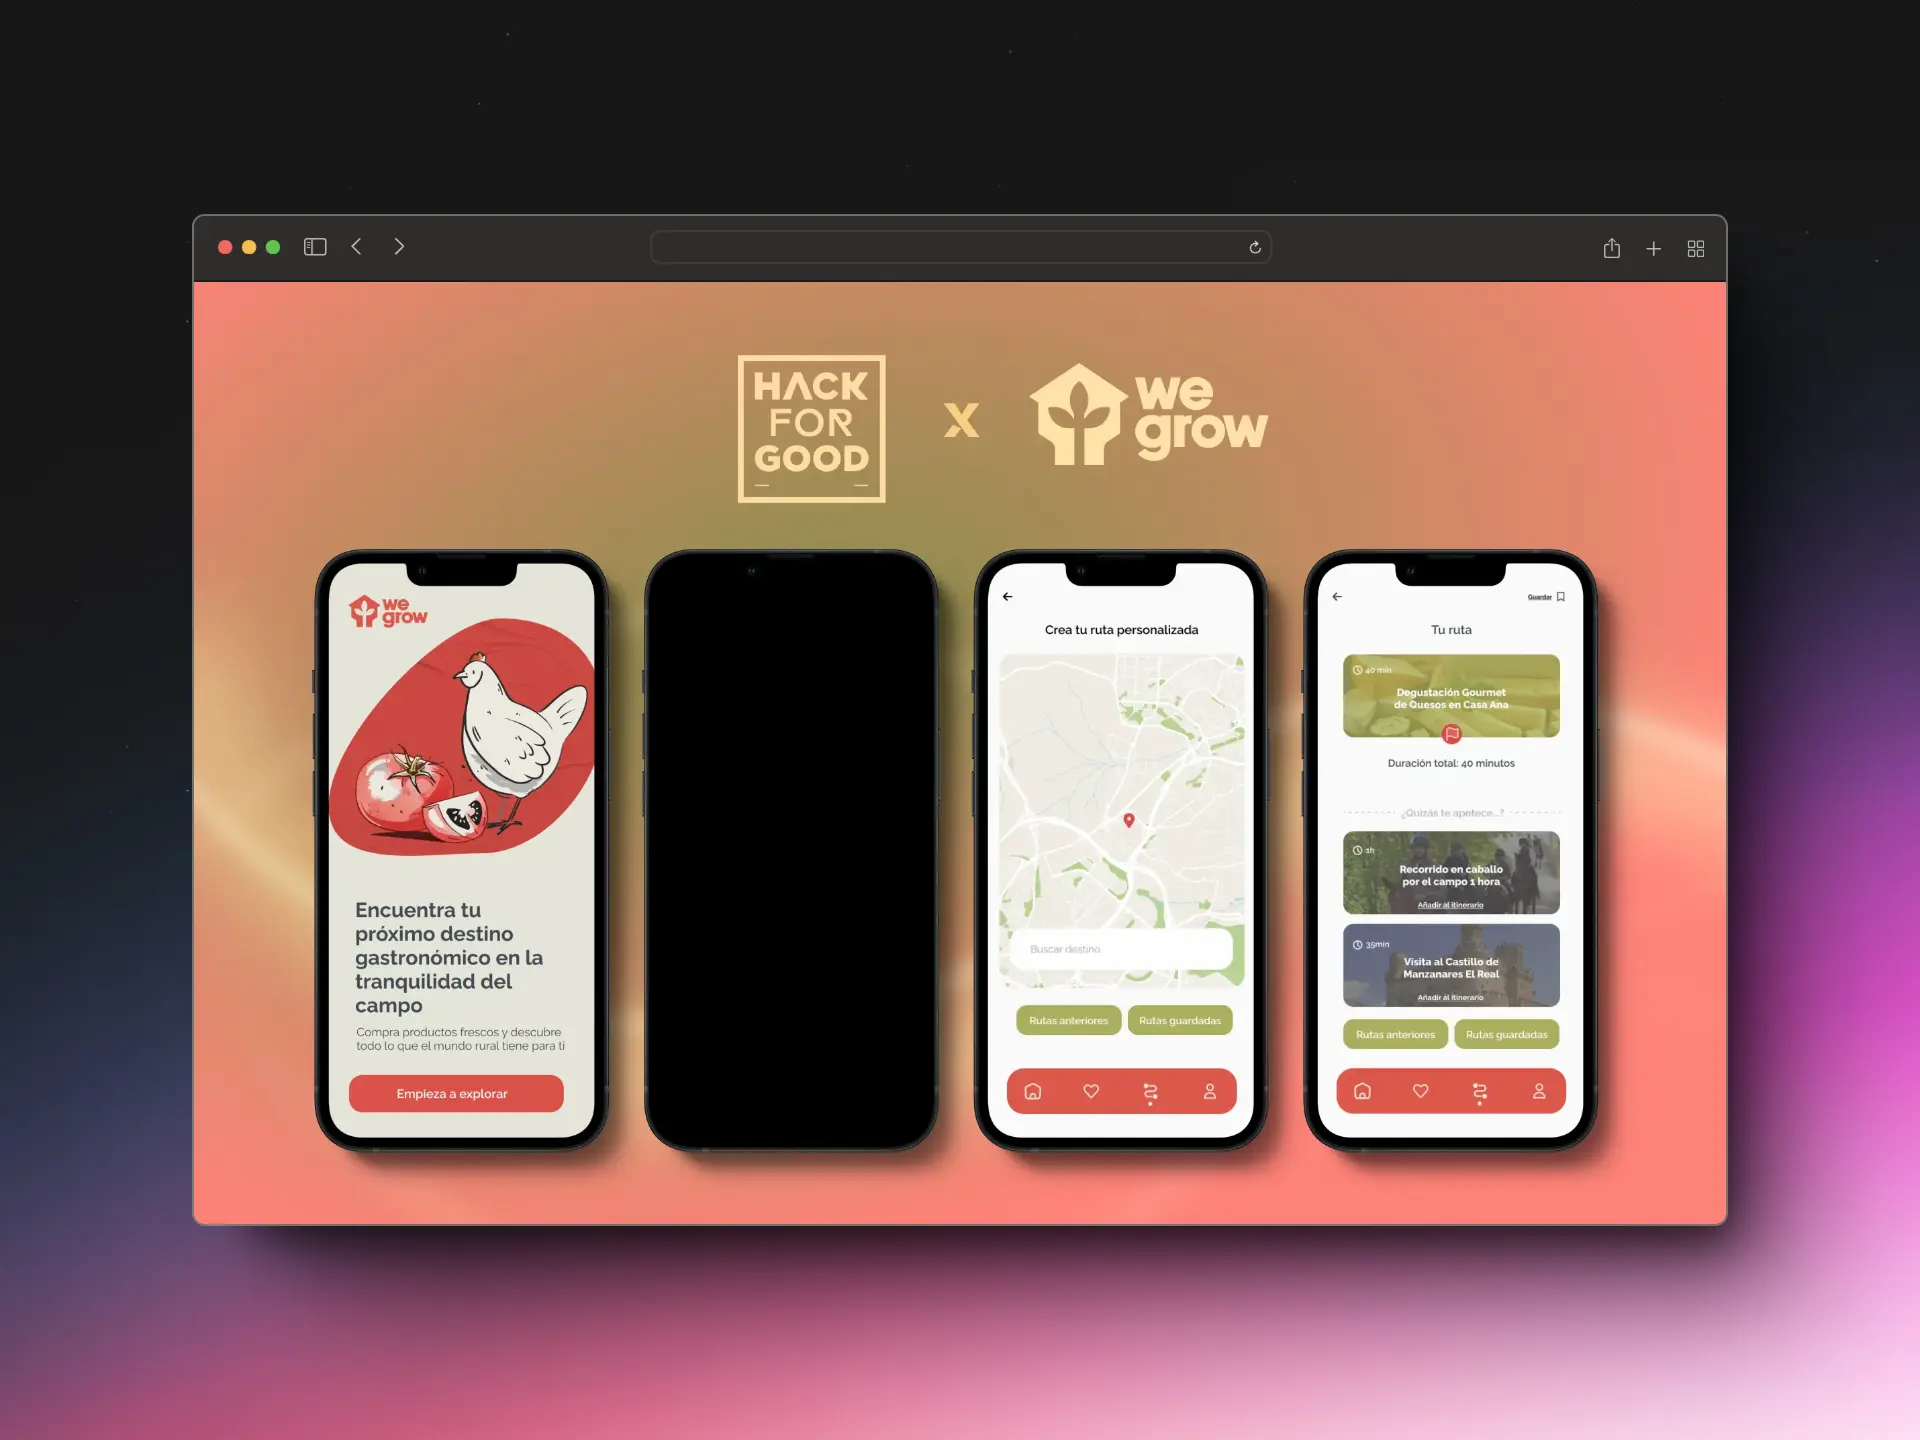 HACK
FOR
GOOD
X
we
grow
we
grow
Encuentra tu
próximo destino
gastronómico en la
tranquilidad del
campo
Compra productos frescos y descubre
todo lo que el mundo rural tiene para ti
Empieza a explorar
Crea tu ruta personalizada
Buscar destino
Rutas anteriores
Rutas guardadas
Guardar
Tu ruta
40 min
Degustación Gourmet
de Quesos en Casa Ana
Duración total: 40 minutos
¿Quizás te apetece...?
1h
Recorrido en caballo
por el campo 1 hora
Añadir al itinerario
35min
Visita al Castillo de
Manzanares El Real
Añadir al itinerario
Rutas anteriores
Rutas guardadas